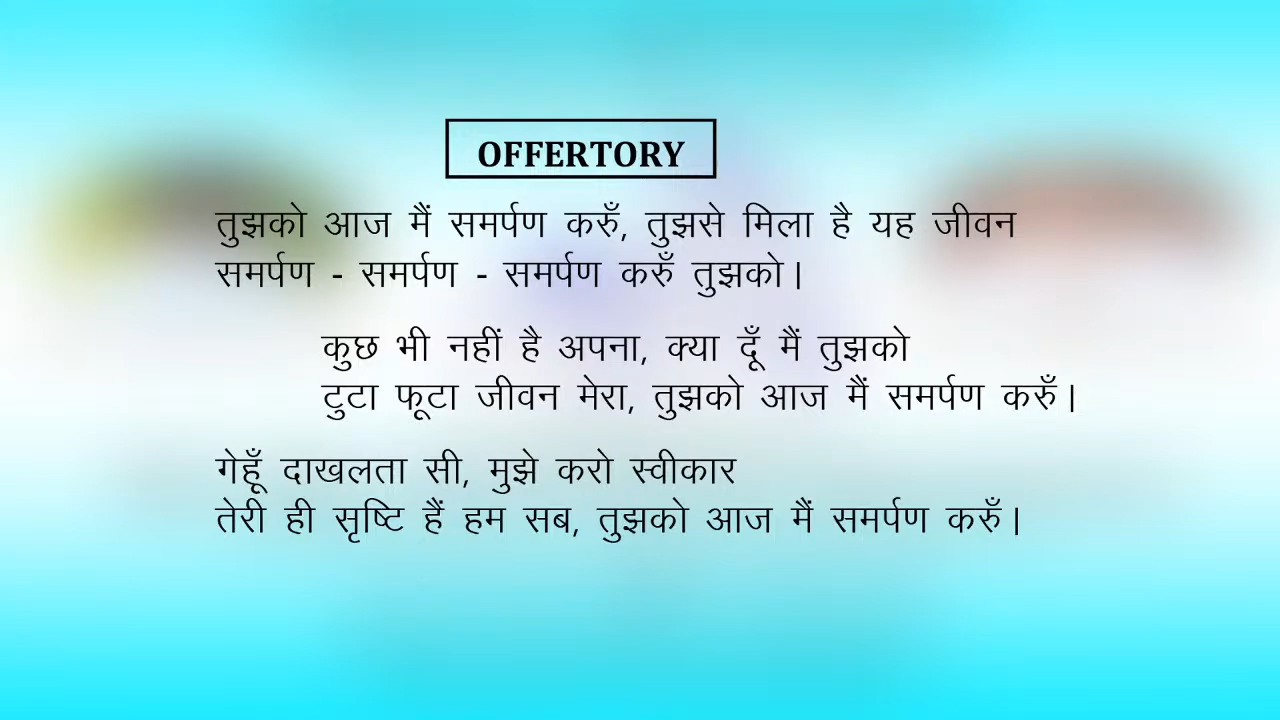 OFFERTORY
तुझको आज मैं समर्पण करुँ, तुझसे मिला है यह जीवन
समर्पण - समर्पण - समर्पण करुँ तुझको।
कुछ भी नहीं है अपना, क्या दूँ मैं तुझको
टुटा फूटा जीवन मेरा, तुझको आज मैं समर्पण करुँ।
गेहूँ दाखलता सी, मुझे करो स्वीकार
तेरी ही सृष्टि हैं हम सब, तुझको आज मैं समर्पण करुँ।